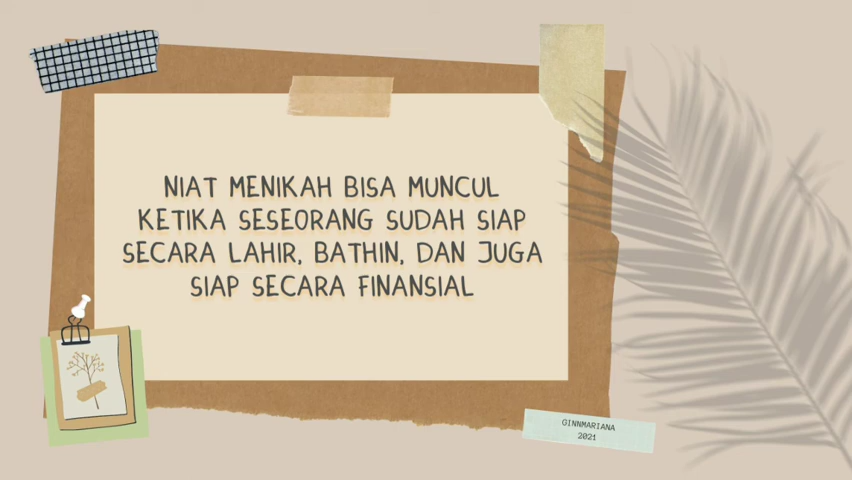 NIAT MENIKAH BISA MUNCUL
KETIKA SESEORANG SUDAH SIAP
SECARA LAHIR, BATHIN, DAN JUGA
SIAP SECARA FINANSIAL
GINNMARIANA
2021